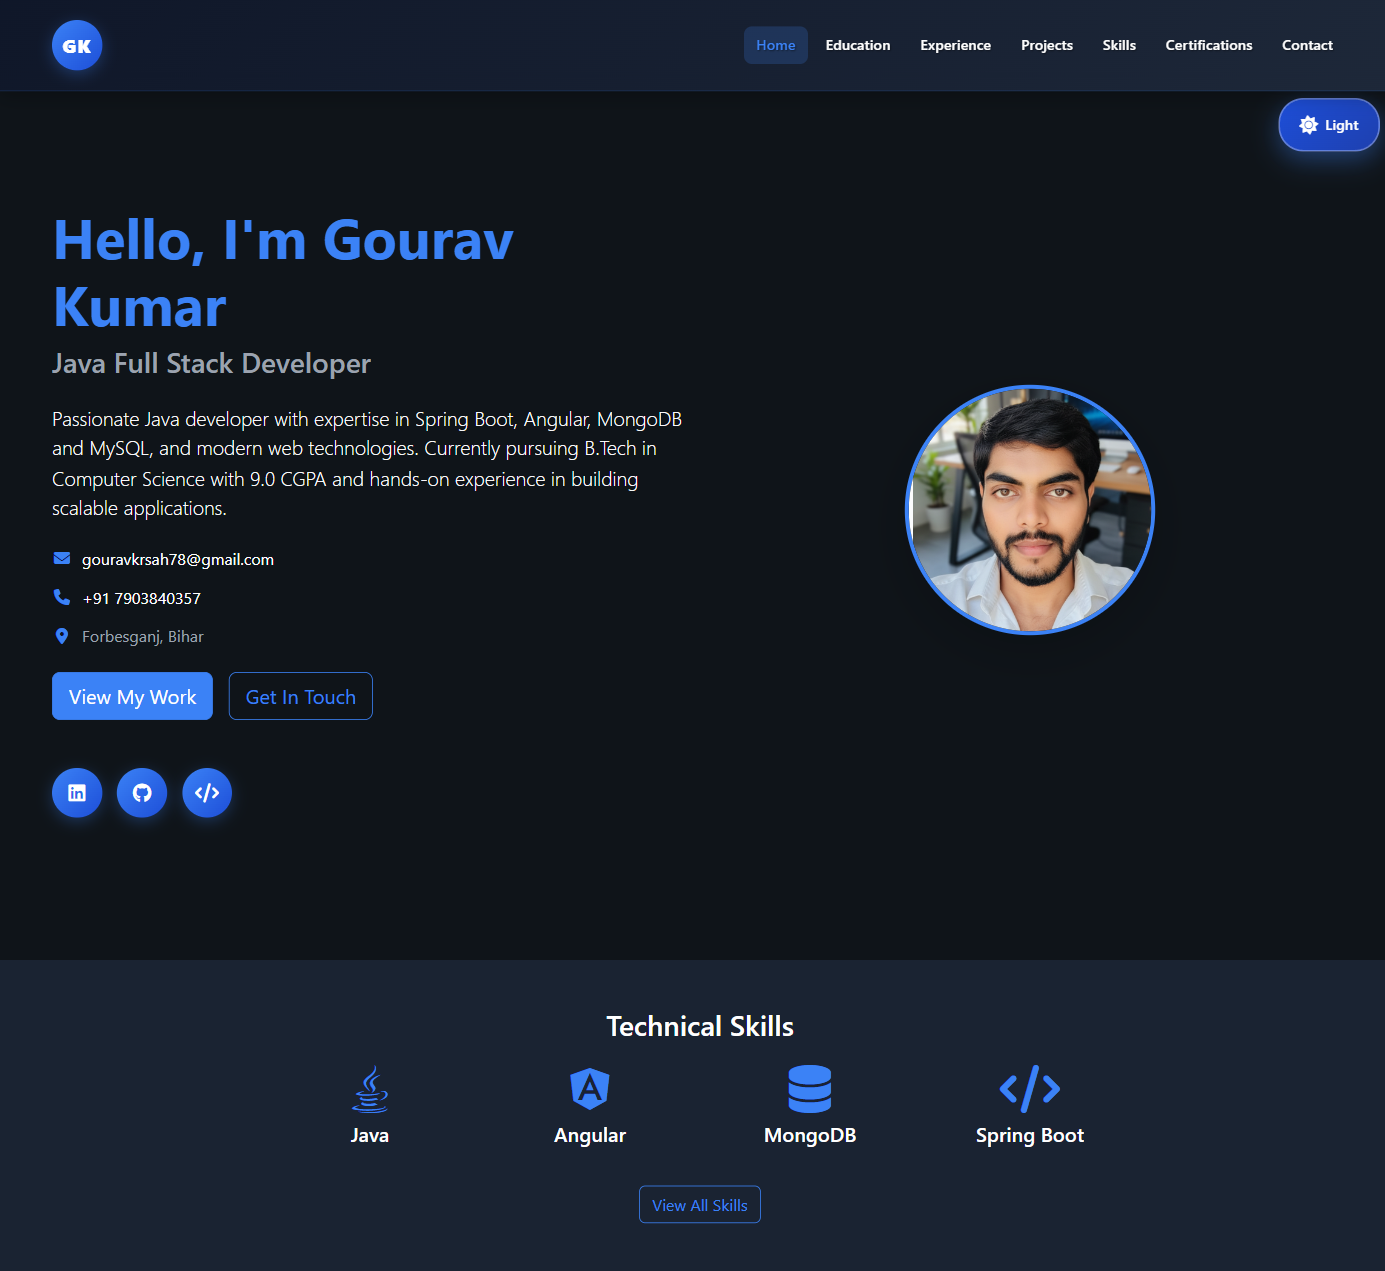 GK
Home Education Experience Projects Skills Certifications Contact
Light
Hello, I'm Gourav
Kumar
Java Full Stack Developer
Passionate Java developer with expertise in Spring Boot, Angular, MongoDB
and MySQL, and modern web technologies. Currently pursuing B.Tech in
Computer Science with 9.0 CGPA and hands-on experience in building
scalable applications.
gouravkrsah78@gmail.com
+91 7903840357
Forbesganj, Bihar
View My Work Get In Touch
Technical Skills
Java Angular MongoDB Spring Boot
View All Skills